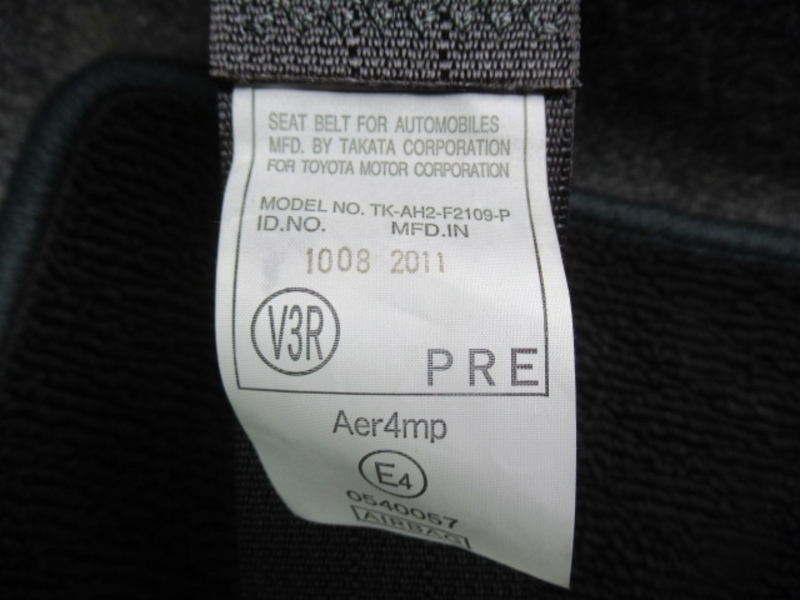 SEAT BELT FOR AUTOMOBILES
MFD. BY TAKATA CORPORATION
FOR TOYOTA MOTOR CORPORATION
MODEL NO. TK-AH2-F2109-P
ID.NO. MFD.IN
1008 2011
V3R
PRE
Aer4mp
E4
0540057
AIRBAG